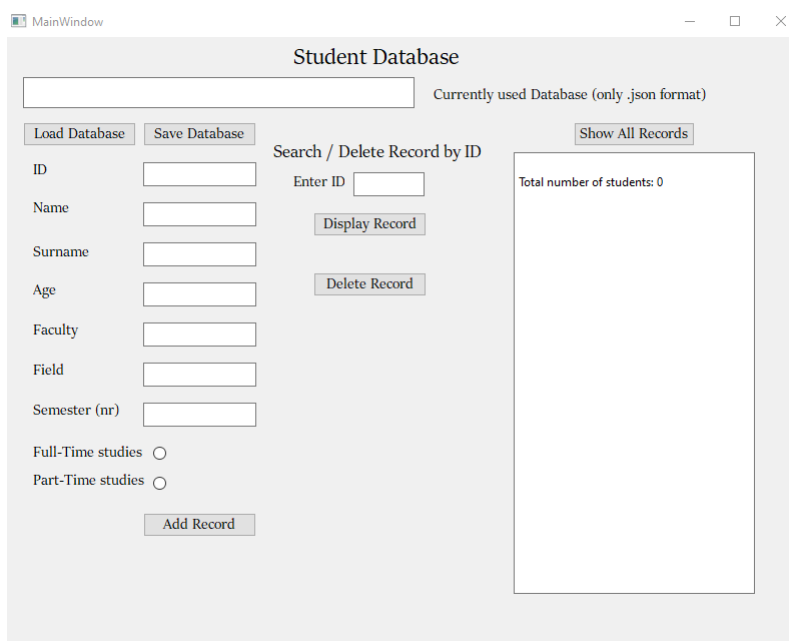 MainWindow
Student Database
Currently used Database (only .json format)
Load Database
Save Database
Show All Records
Search / Delete Record by ID
ID
Enter ID
Total number of students: 0
Name
Display Record
Surname
Delete Record
Age
Faculty
Field
Semester (nr)
Full-Time studies
Part-Time studies
Add Record